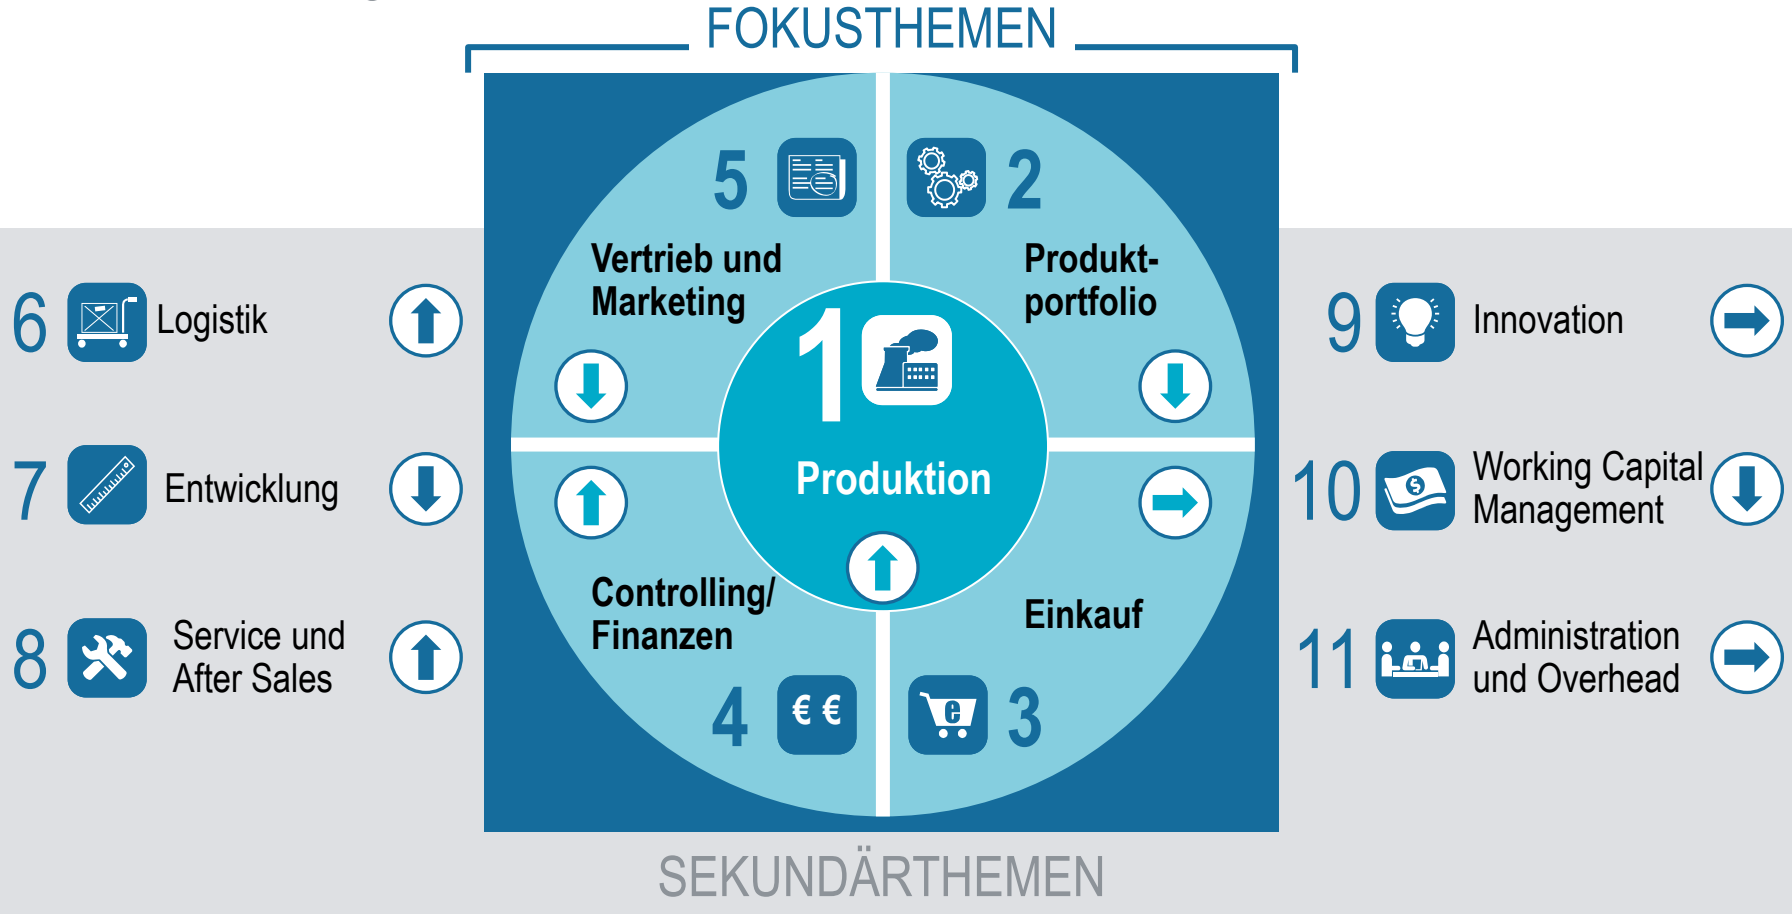 FOKUSTHEMEN
5
2
Vertrieb und
Marketing
Produkt-
portfolio
1
Produktion
Controlling/
Finanzen
Einkauf
4
€ €
e
3
6
Logistik
7
Entwicklung
8
Service und
After Sales
9
Innovation
10
$
Working Capital
Management
11
Administration
und Overhead
SEKUNDÄRTHEMEN